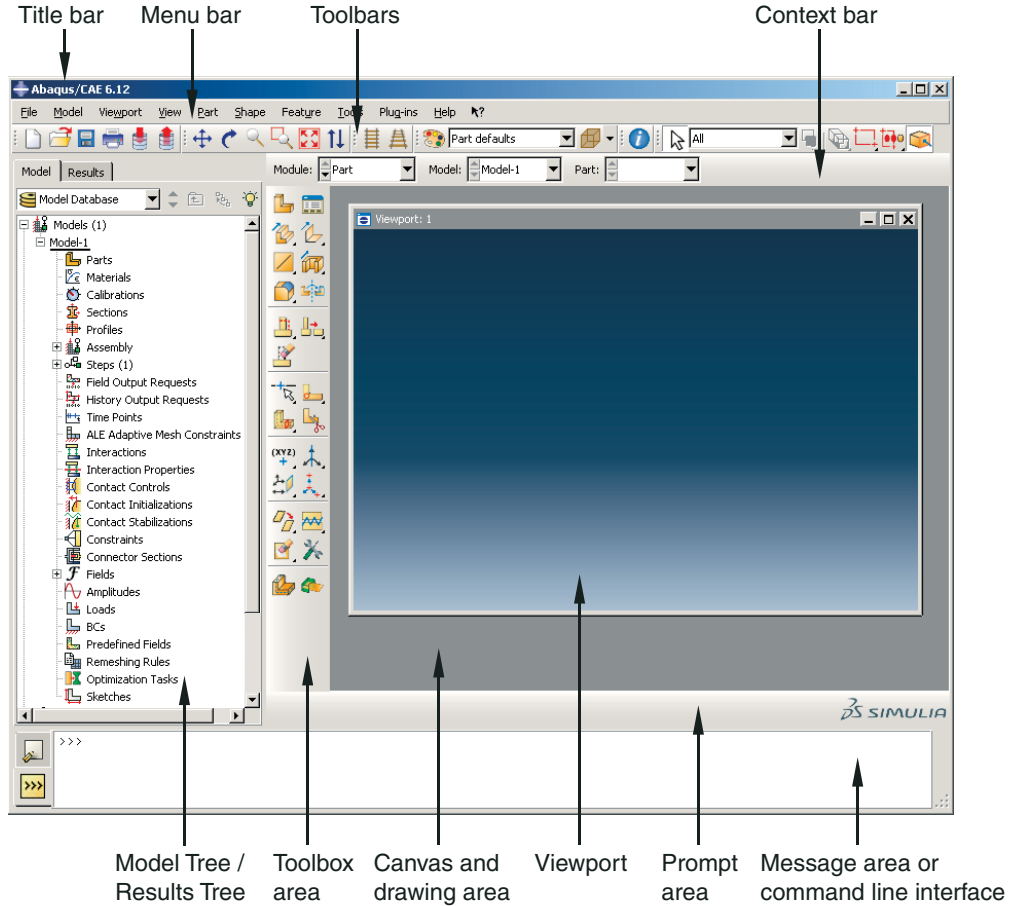 Title bar Menu bar Toolbars Context bar
Abaqus/CAE 6.12
File Model Viewport View Part Shape Feature Tools Plug-ins Help
Part defaults All
Model Results Module: Part Model: Model-1 Part:
Model Database
Viewport: 1
Models (1)
Model-1
Parts
Materials
Calibrations
Sections
Profiles
Assembly
Steps (1)
Field Output Requests
History Output Requests
Time Points
ALE Adaptive Mesh Constraints
Interactions
(XYZ)
Interaction Properties
Contact Controls
Contact Initializations
Contact Stabilizations
Constraints
Connector Sections
Fields
Amplitudes
Loads
BCs
Predefined Fields
Remeshing Rules
Optimization Tasks
Sketches
SIMULIA
>>>
>>>
Model Tree /
Results Tree
Toolbox
area
Canvas and
drawing area
Viewport
Prompt
area
Message area or
command line interface